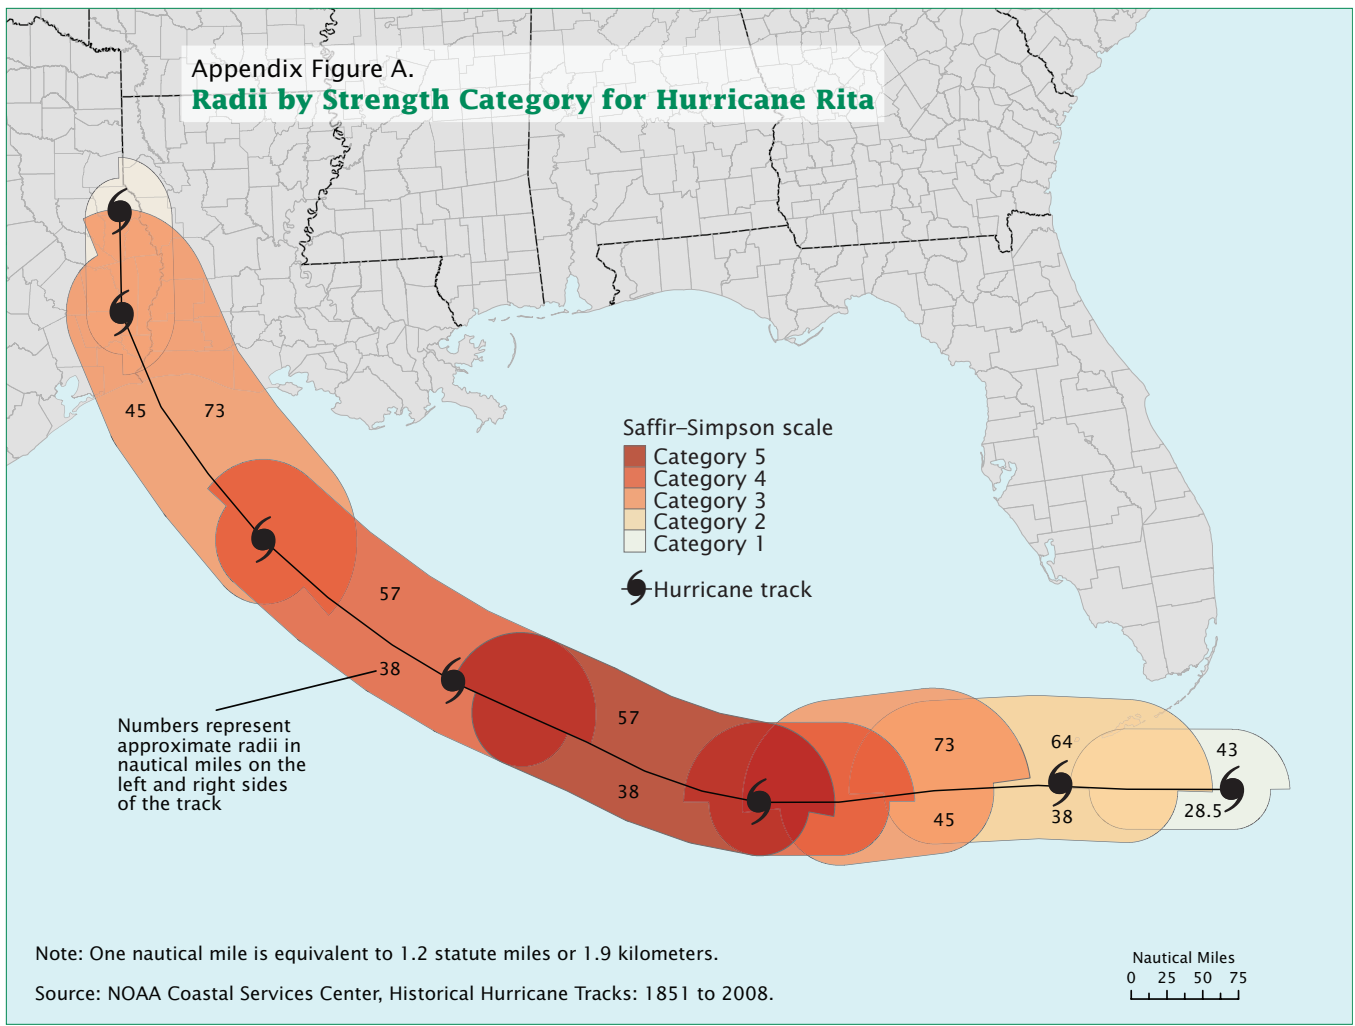 Appendix Figure A.
Radii by Strength Category for Hurricane Rita
45
73
Saffir–Simpson scale
Category 5
Category 4
Category 3
Category 2
Category 1
Hurricane track
57
38
Numbers represent
approximate radii in
nautical miles on the
left and right sides
of the track
57
38
73
45
64
38
43
28.5
Note: One nautical mile is equivalent to 1.2 statute miles or 1.9 kilometers.
Source: NOAA Coastal Services Center, Historical Hurricane Tracks: 1851 to 2008.
Nautical Miles
0 25 50 75